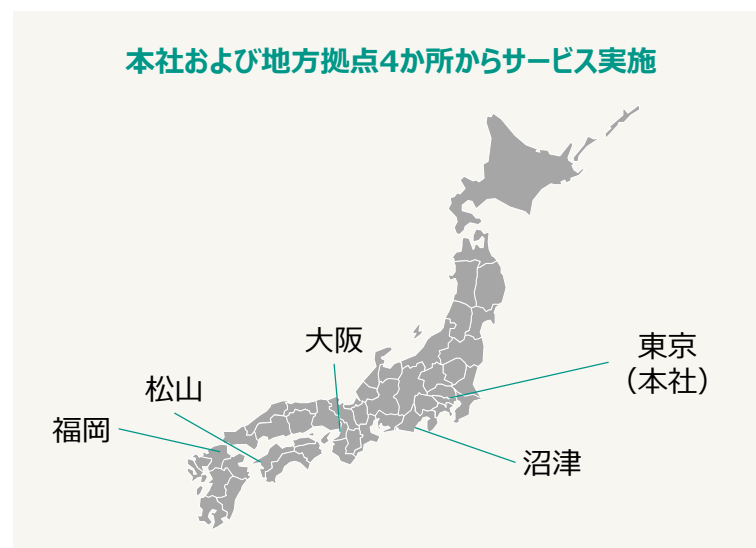 本社および地方拠点4か所からサービス実施
大阪
東京
（本社）
松山
福岡
沼津